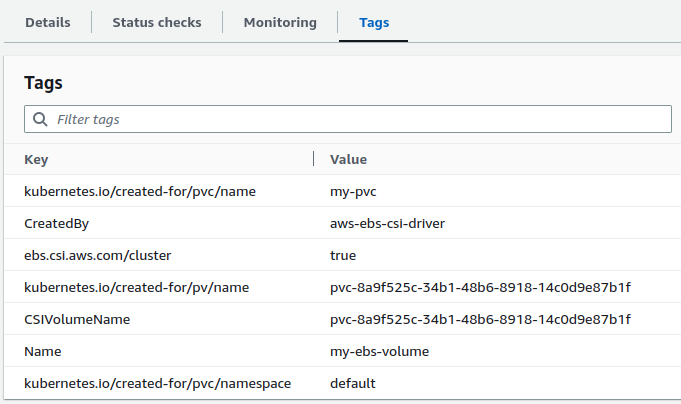 Details Status checks Monitoring Tags
Tags
Filter tags
Key Value
kubernetes.io/created-for/pvc/name my-pvc
CreatedBy aws-ebs-csi-driver
ebs.csi.aws.com/cluster true
kubernetes.io/created-for/pv/name pvc-8a9f525c-34b1-48b6-8918-14c0d9e87b1f
CSIVolumeName pvc-8a9f525c-34b1-48b6-8918-14c0d9e87b1f
Name my-ebs-volume
kubernetes.io/created-for/pvc/namespace default